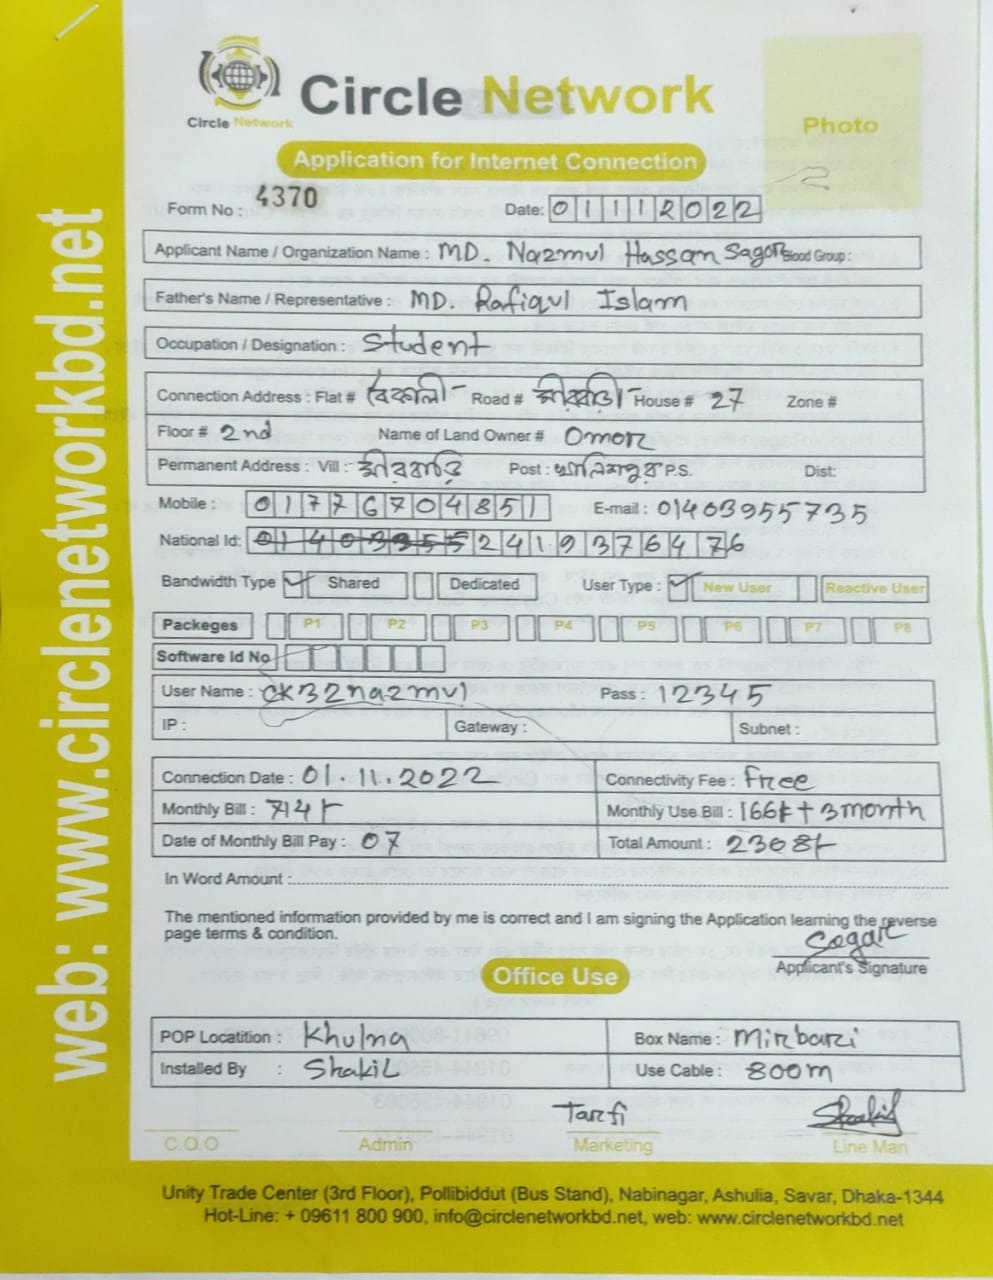 Circle Network
Circle Network
Photo
Application for Internet Connection
2
Form No : 4370
Date: 01112022
Applicant Name / Organization Name : MD. Nazmul Hassan Sagor Blood Group :
Father's Name / Representative : MD. Rafiqul Islam
Occupation / Designation : Student
Connection Address : Flat # Road # House # 27 Zone #
Floor # 2nd Name of Land Owner # Omor
Permanent Address : Vill :- মীরবাড়ি Post : P.S. Dist:
Mobile : 01776704851 E-mail : 01403955735
National Id: 2419376476
Bandwidth Type ✓ Shared Dedicated User Type : ✓ New User Reactive User
Packeges P1 P2 P3 P4 P5 P6 P7 P8
Software Id No
User Name : CK32nazmul Pass : 12345
IP : Gateway : Subnet :
Connection Date : 01.11.2022 Connectivity Fee : free
Monthly Bill : 714/- Monthly Use Bill : 166/- + 3 month
Date of Monthly Bill Pay : 07 Total Amount : 2308/-
In Word Amount :
The mentioned information provided by me is correct and I am signing the Application learning the reverse
page terms & condition.
Sagor
Applicant's Signature
Office Use
POP Locatition : Khulna Box Name : Mirbari
Installed By : Shakil Use Cable : 800m
Tarfi Shakil
C.O.O Admin Marketing Line Man
Unity Trade Center (3rd Floor), Pollibiddut (Bus Stand), Nabinagar, Ashulia, Savar, Dhaka-1344
Hot-Line: + 09611 800 900, info@circlenetworkbd.net, web: www.circlenetworkbd.net
web: www.circlenetworkbd.net